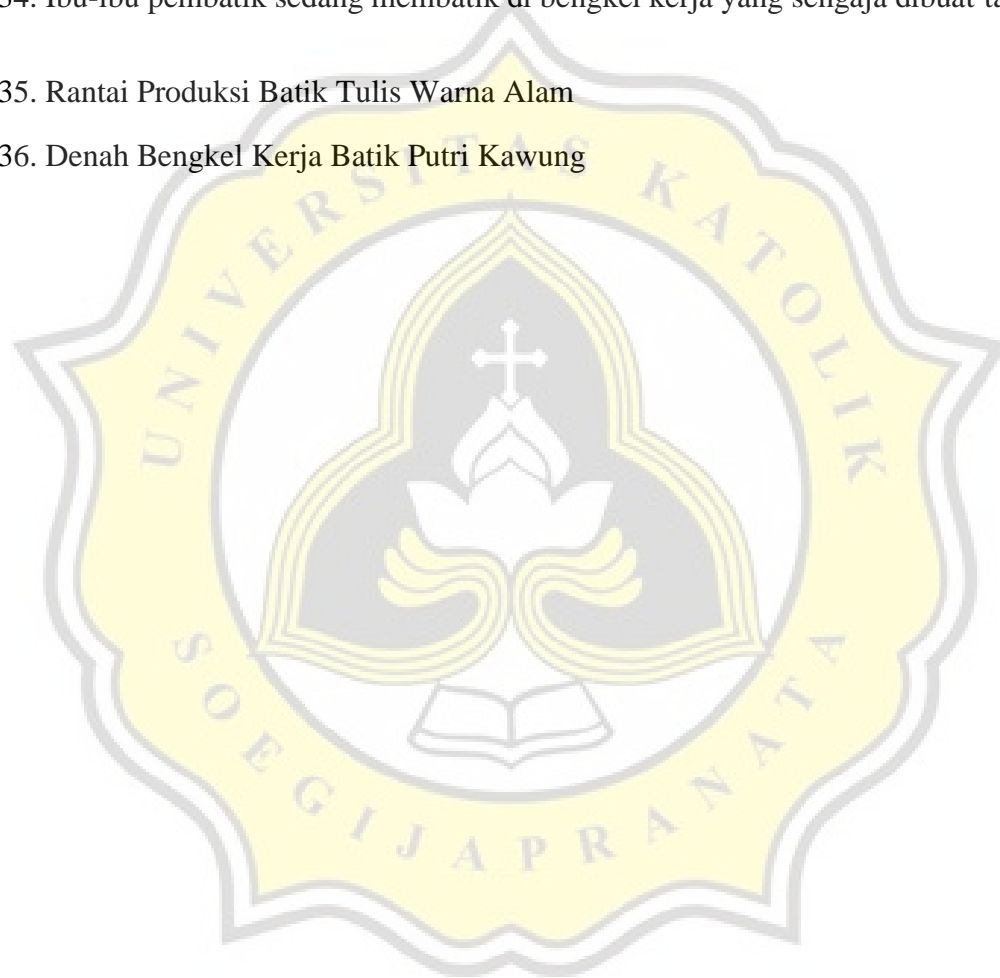 34. Ibu-ibu pembatik sedang membatik di bengkel kerja yang sengaja dibuat
35. Rantai Produksi Batik Tulis Warna Alam
36. Denah Bengkel Kerja Batik Putri Kawung
UNIVERSITAS KATOLIK
SOEGIJAPRANATA